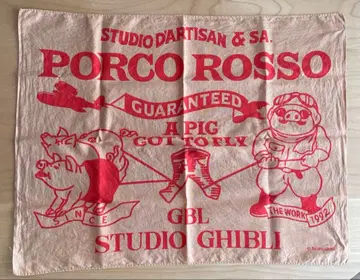 STUDIO D'ARTISAN & SA.
PORCO ROSSO
GUARANTEED
A PIG
GOT TO FLY
SINCE
THE WORK 1992
GBL
STUDIO GHIBLI